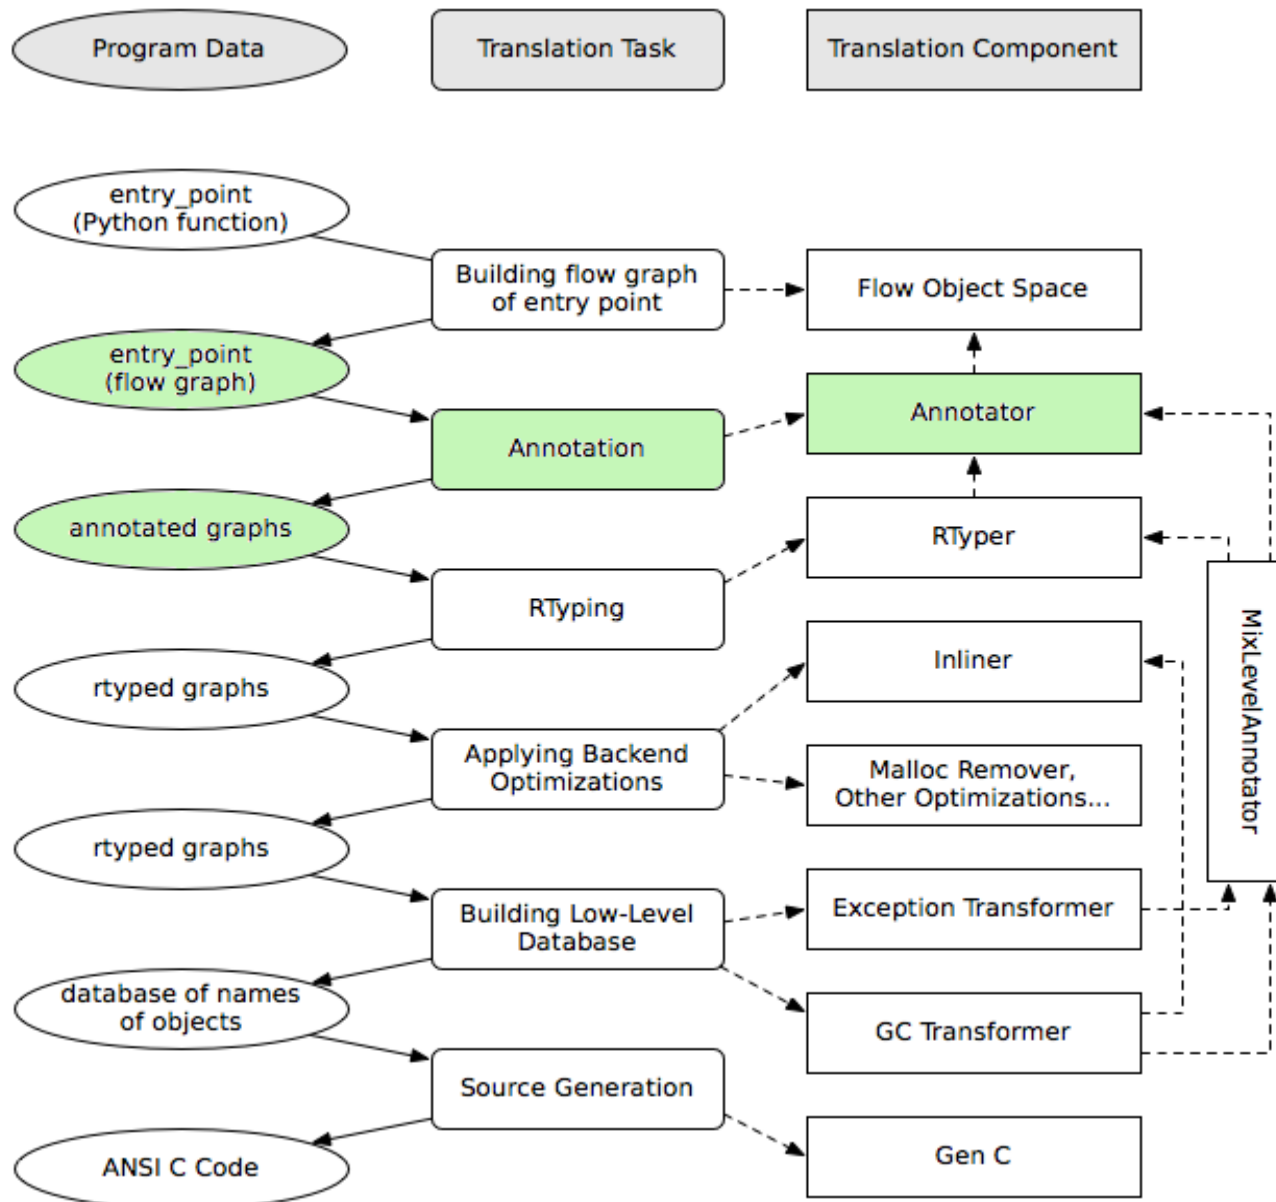 Program Data
Translation Task
Translation Component
entry_point
(Python function)
Building flow graph
of entry point
Flow Object Space
entry_point
(flow graph)
Annotation
Annotator
annotated graphs
RTyping
RTyper
rtyped graphs
Inliner
Applying Backend
Optimizations
Malloc Remover,
Other Optimizations...
MixLevelAnnotator
rtyped graphs
Building Low-Level
Database
Exception Transformer
database of names
of objects
GC Transformer
Source Generation
ANSI C Code
Gen C